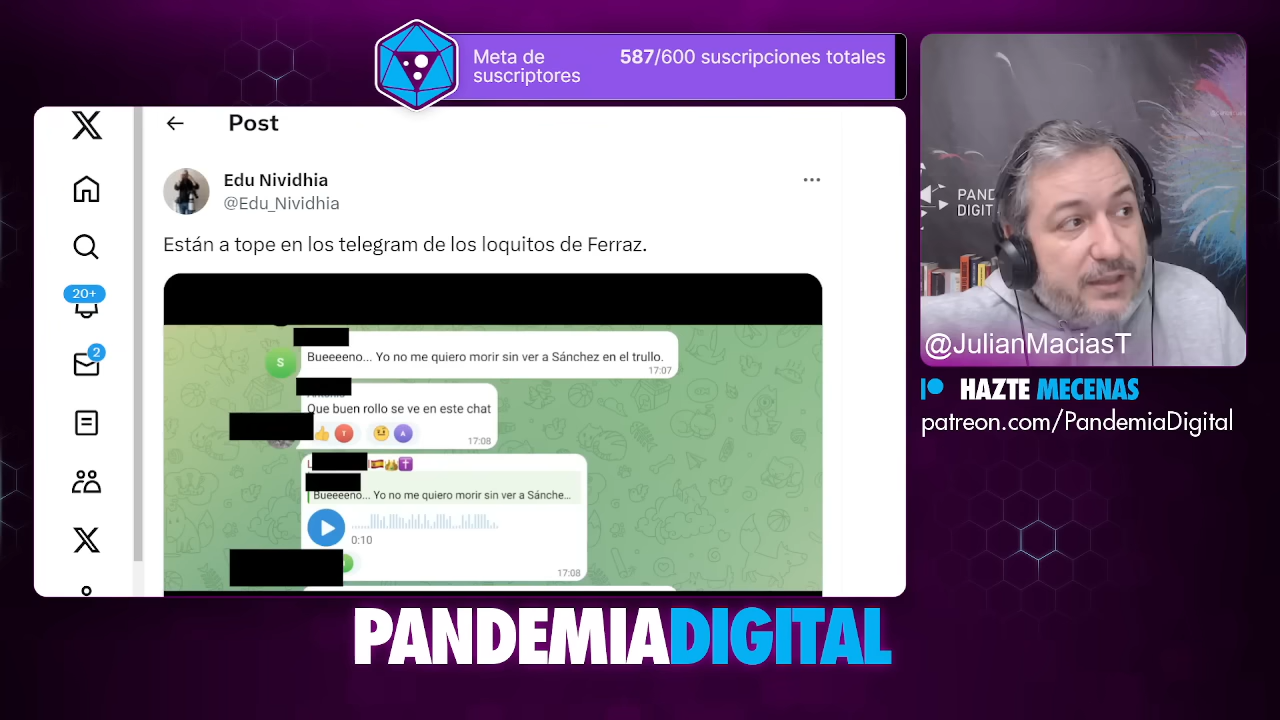 Meta de
suscriptores
587/600 suscripciones totales
Post
Edu Nividhia
@Edu_Nividhia
Están a tope en los telegram de los loquitos de Ferraz.
20+
2
S
Bueeeeno... Yo no me quiero morir sin ver a Sánchez en el trullo.
17:07
Que buen rollo se ve en este chat
T
A
17:08
L
Bueeeeno... Yo no me quiero morir sin ver a Sánche...
0:10
17:08
PANDEMIADIGITAL
PAND
DIGIT
@JulianMaciasT
HAZTE MECENAS
patreon.com/PandemiaDigital